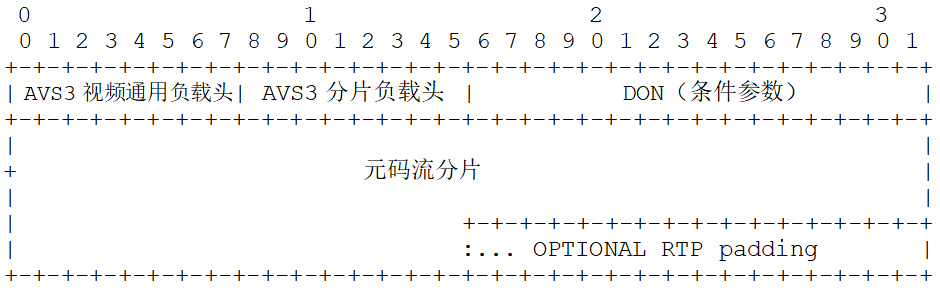 0                   1                   2                   3
0 1 2 3 4 5 6 7 8 9 0 1 2 3 4 5 6 7 8 9 0 1 2 3 4 5 6 7 8 9 0 1
+-+-+-+-+-+-+-+-+-+-+-+-+-+-+-+-+-+-+-+-+-+-+-+-+-+-+-+-+-+-+-+-+
| AVS3 视频通用负载头| AVS3 分片负载头 | DON（条件参数） |
+-+-+-+-+-+-+-+-+-+-+-+-+-+-+-+-+-+-+-+-+-+-+-+-+-+-+-+-+-+-+-+-+
| |
+ 元码流分片 |
| |
| +-+-+-+-+-+-+-+-+-+-+-+-+-+-+-+-+
| :... OPTIONAL RTP padding |
+-+-+-+-+-+-+-+-+-+-+-+-+-+-+-+-+-+-+-+-+-+-+-+-+-+-+-+-+-+-+-+-+